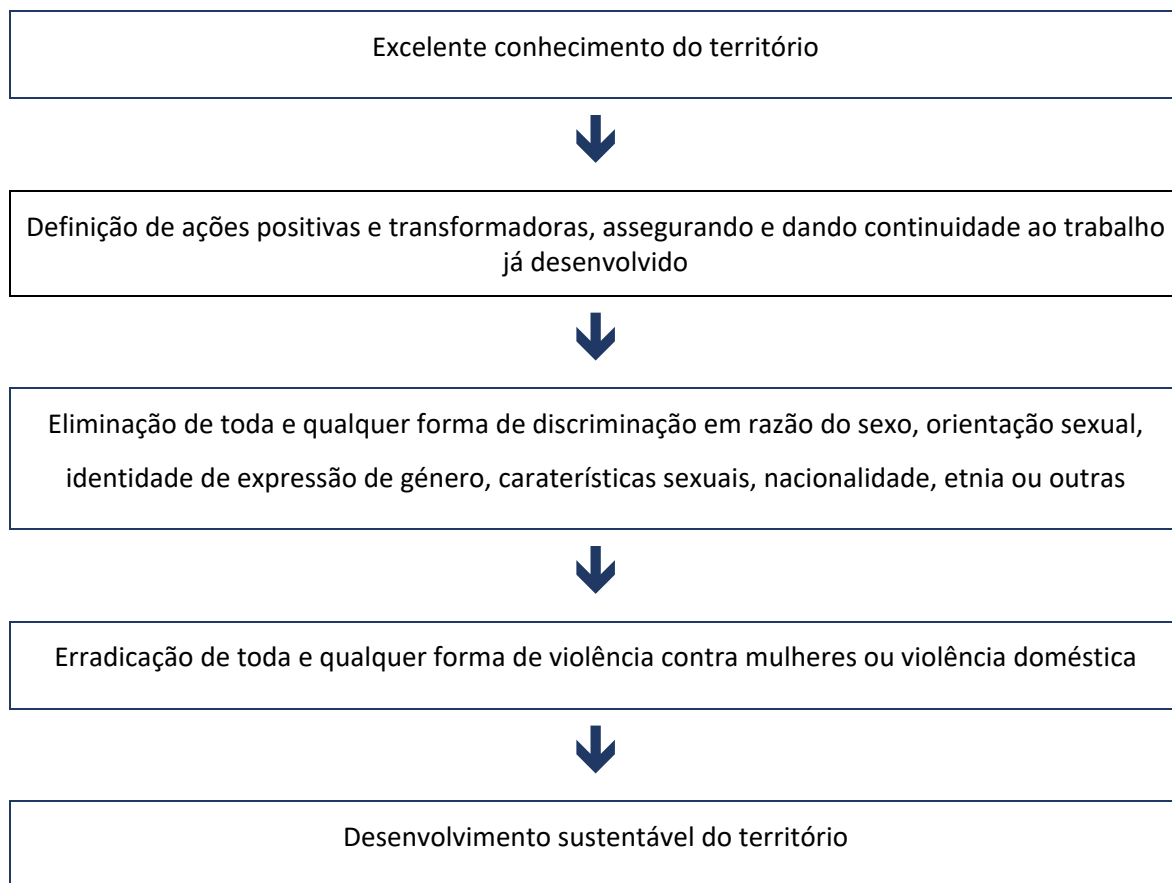 Excelente conhecimento do território
Definição de ações positivas e transformadoras, assegurando e dando continuidade ao trabalho
já desenvolvido
Eliminação de toda e qualquer forma de discriminação em razão do sexo, orientação sexual,
identidade de expressão de género, caraterísticas sexuais, nacionalidade, etnia ou outras
Erradicação de toda e qualquer forma de violência contra mulheres ou violência doméstica
Desenvolvimento sustentável do território